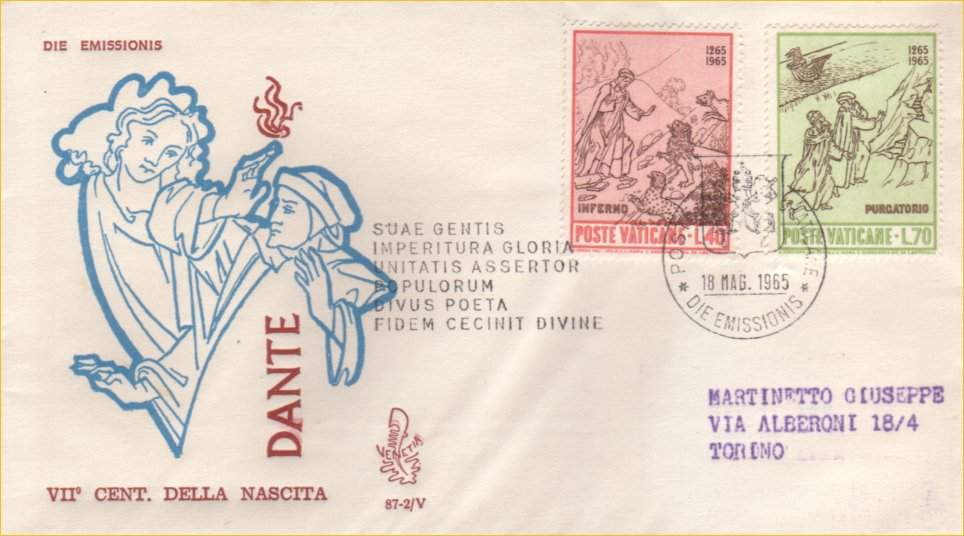 DIE EMISSIONIS
1265
1965
INFERNO
POSTE VATICANE·L.40
1265
1965
PURGATORIO
POSTE VATICANE·L.70
SUAE GENTIS
IMPERITURA GLORIA
UNITATIS ASSERTOR
POPULORUM
DIVUS POETA
FIDEM CECINIT DIVINE
18 MAG. 1965
DIE EMISSIONIS
DANTE
VII° CENT. DELLA NASCITA
87-2/V
MARTINETTO GIUSEPPE
VIA ALBERONI 18/4
TORINO